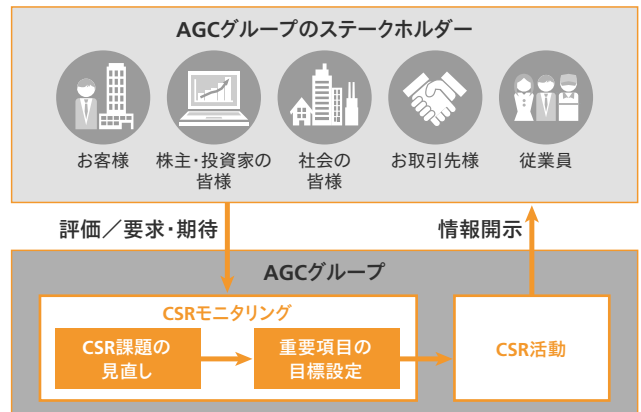 AGCグループのステークホルダー
お客様
株主・投資家の
皆様
社会の
皆様
お取引先様
従業員
評価／要求・期待
情報開示
AGCグループ
CSRモニタリング
CSR課題の
見直し
重要項目の
目標設定
CSR活動